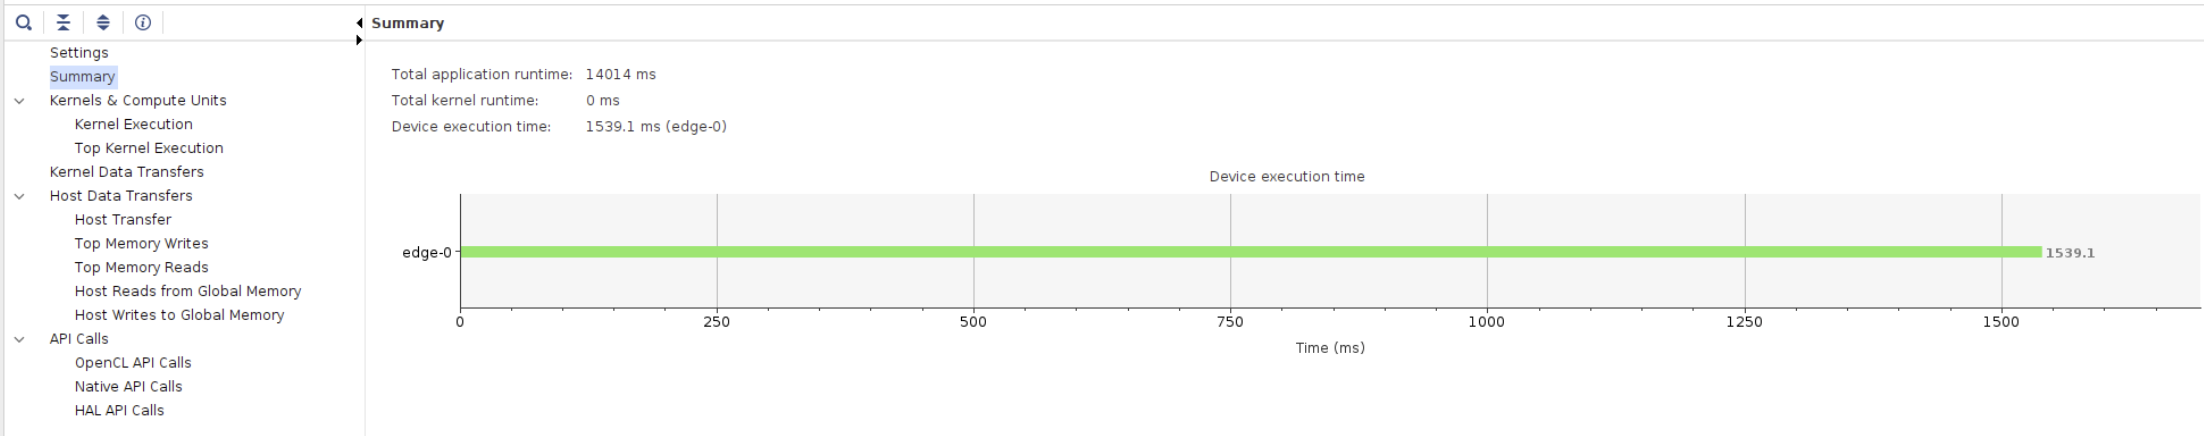 Summary
Settings
Summary
Kernels & Compute Units
Kernel Execution
Top Kernel Execution
Kernel Data Transfers
Host Data Transfers
Host Transfer
Top Memory Writes
Top Memory Reads
Host Reads from Global Memory
Host Writes to Global Memory
API Calls
OpenCL API Calls
Native API Calls
HAL API Calls
Total application runtime: 14014 ms
Total kernel runtime: 0 ms
Device execution time: 1539.1 ms (edge-0)
Device execution time
edge-0 1539.1
0 250 500 750 1000 1250 1500
Time (ms)